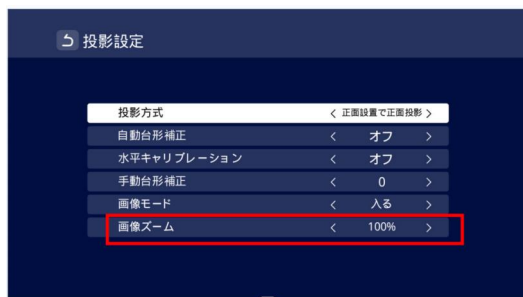 投影設定
投影方式 < 正面設置で正面投影 >
自動台形補正 < オフ >
水平キャリブレーション < オフ >
手動台形補正 < 0 >
画像モード < 入る >
画像ズーム < 100% >